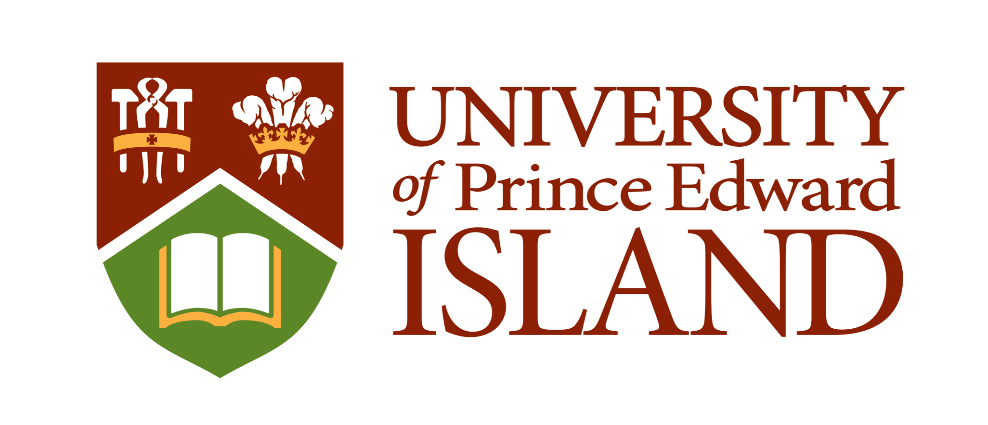 UNIVERSITY
of Prince Edward
ISLAND